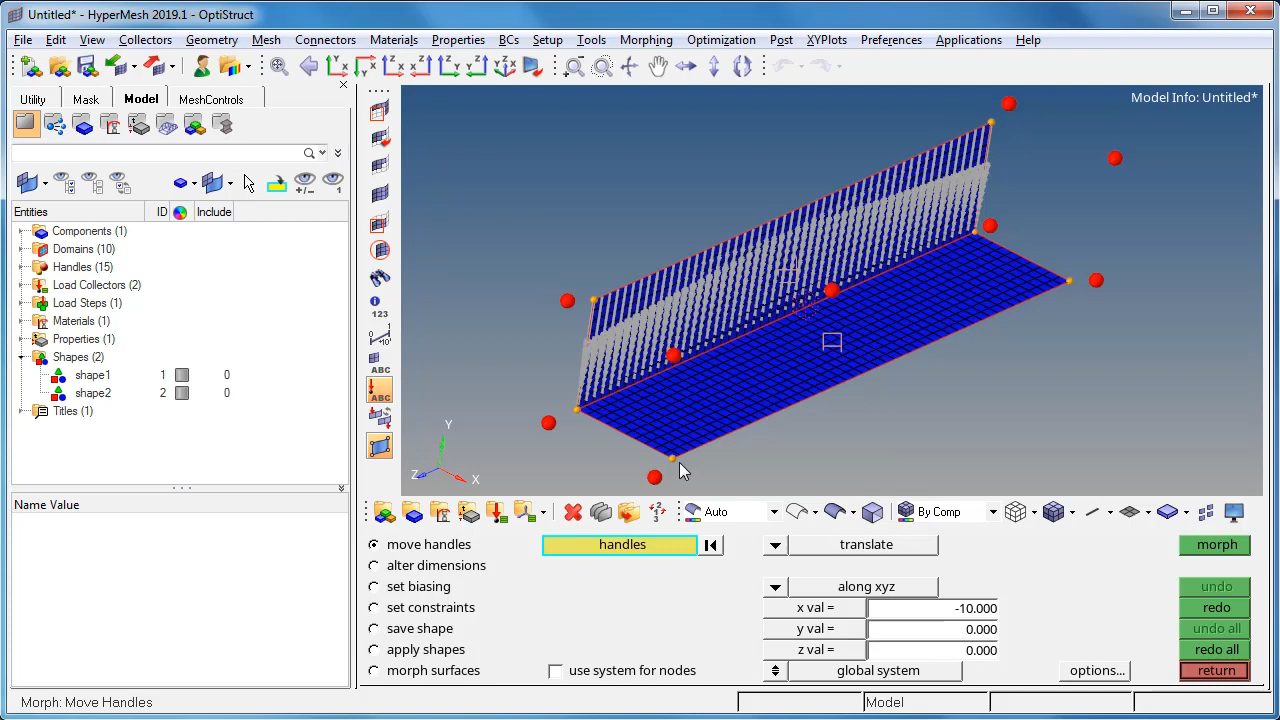 Untitled* - HyperMesh 2019.1 - OptiStruct
File Edit View Collectors Geometry Mesh Connectors Materials Properties BCs Setup Tools Morphing Optimization Post XYPlots Preferences Applications Help
Utility Mask Model MeshControls
Model Info: Untitled*
Entities ID Include
Components (1)
Domains (10)
Handles (15)
Load Collectors (2)
Load Steps (1)
Materials (1)
Properties (1)
Shapes (2)
shape1 1 0
shape2 2 0
Titles (1)
Name Value
123
1/10
ABC
ABC
Y
Z
X
1 2 3
Auto
By Comp
move handles handles translate morph
alter dimensions
set biasing along xyz undo
set constraints x val = -10.000 redo
save shape y val = 0.000 undo all
apply shapes z val = 0.000 redo all
morph surfaces use system for nodes global system options... return
Morph: Move Handles
Model